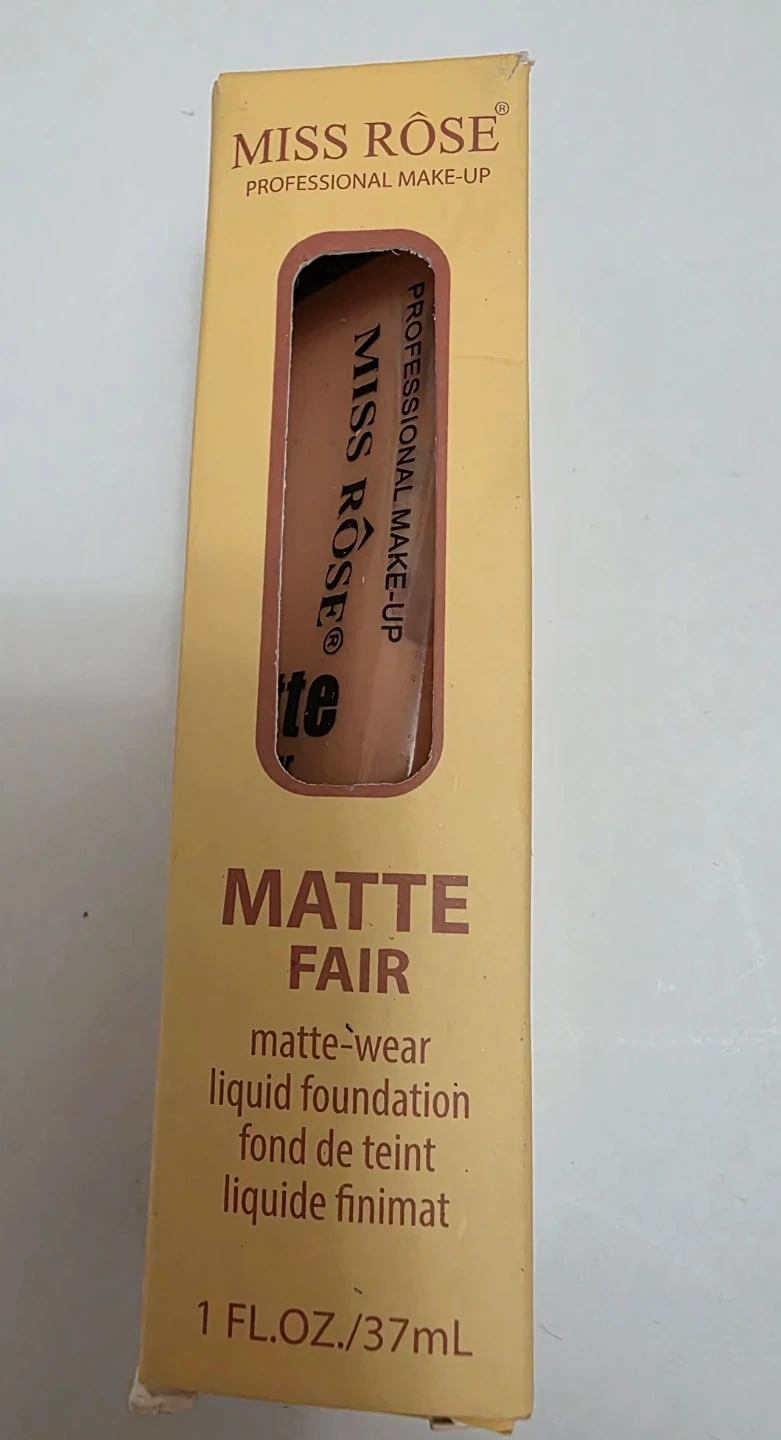 MISS RÔSE®
PROFESSIONAL MAKE-UP
PROFESSIONAL MAKE-UP
MISS RÔSE®
tte
MATTE
FAIR
matte-wear
liquid foundation
fond de teint
liquide finimat
1 FL.OZ./37mL